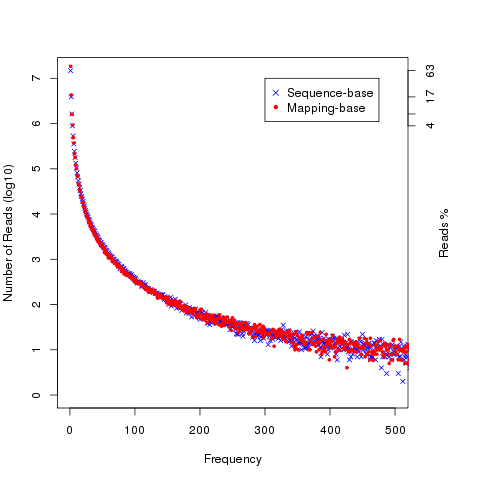 Sequence-base
Mapping-base
Number of Reads (log10)
7
6
5
4
3
2
1
0
63
17
4
Reads %
0 100 200 300 400 500
Frequency